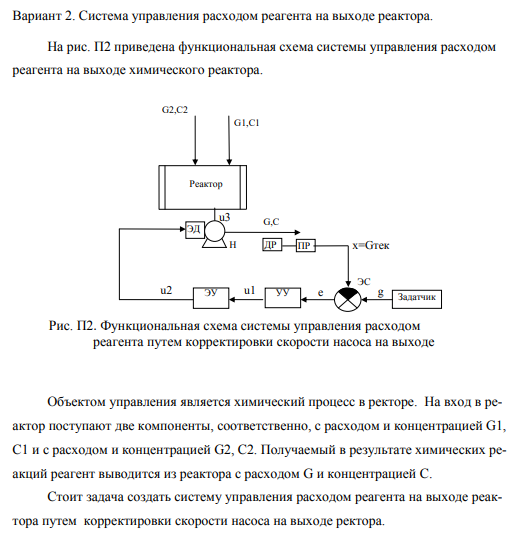 Вариант 2. Система управления расходом реагента на выходе реактора.
На рис. П2 приведена функциональная схема системы управления расходом
реагента на выходе химического реактора.
G2,C2
G1,C1
Реактор
u3
ЭД
G,C
Н
ДР
ПР
x=Gтек
ЭС
u2
ЭУ
u1
УУ
e
g
Задатчик
Рис. П2. Функциональная схема системы управления расходом
реагента путем корректировки скорости насоса на выходе
Объектом управления является химический процесс в ректоре. На вход в ре-
актор поступают две компоненты, соответственно, с расходом и концентрацией G1,
C1 и с расходом и концентрацией G2, C2. Получаемый в результате химических ре-
акций реагент выводится из реактора с расходом G и концентрацией C.
Стоит задача создать систему управления расходом реагента на выходе реак-
тора путем корректировки скорости насоса на выходе ректора.